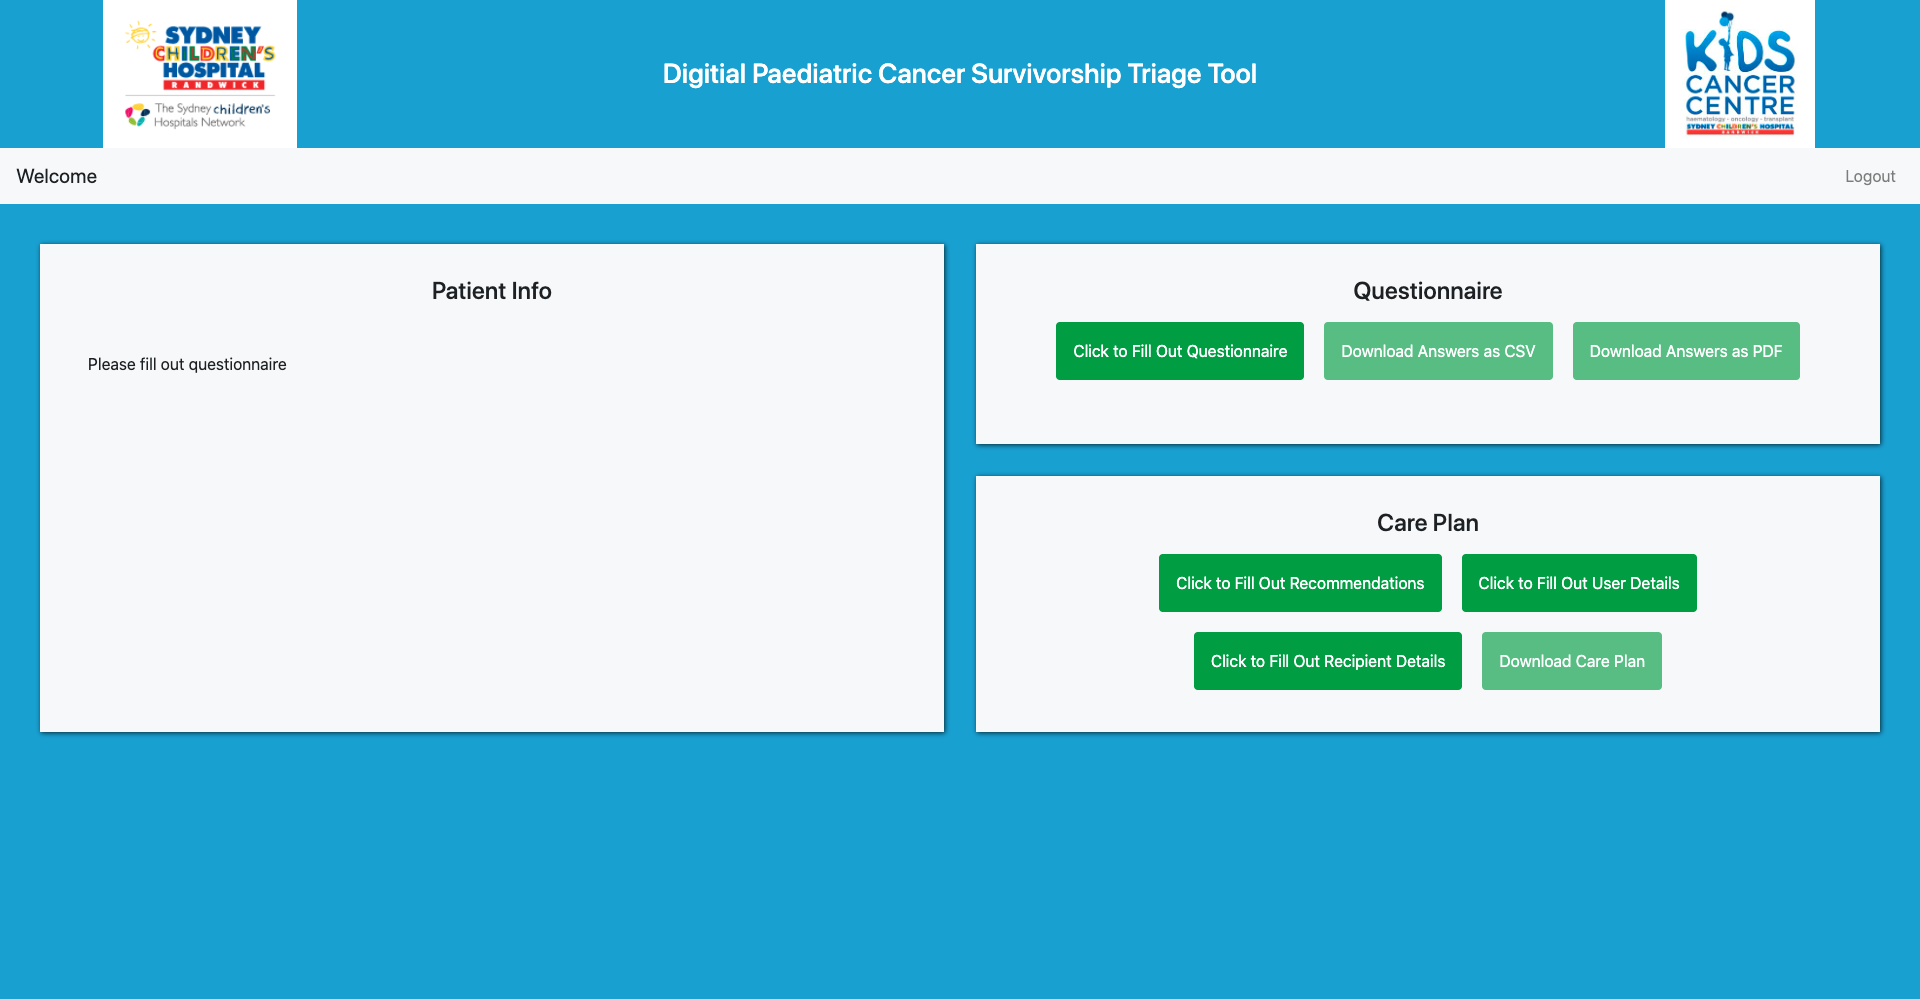 SYDNEY
CHILDREN'S
HOSPITAL
RANDWICK
The Sydney children's
Hospitals Network
Digitial Paediatric Cancer Survivorship Triage Tool
KiDS
CANCER
CENTRE
haematology - oncology - transplant
SYDNEY CHILDREN'S HOSPITAL
RANDWICK
Welcome
Logout
Patient Info
Please fill out questionnaire
Questionnaire
Click to Fill Out Questionnaire
Download Answers as CSV
Download Answers as PDF
Care Plan
Click to Fill Out Recommendations
Click to Fill Out User Details
Click to Fill Out Recipient Details
Download Care Plan